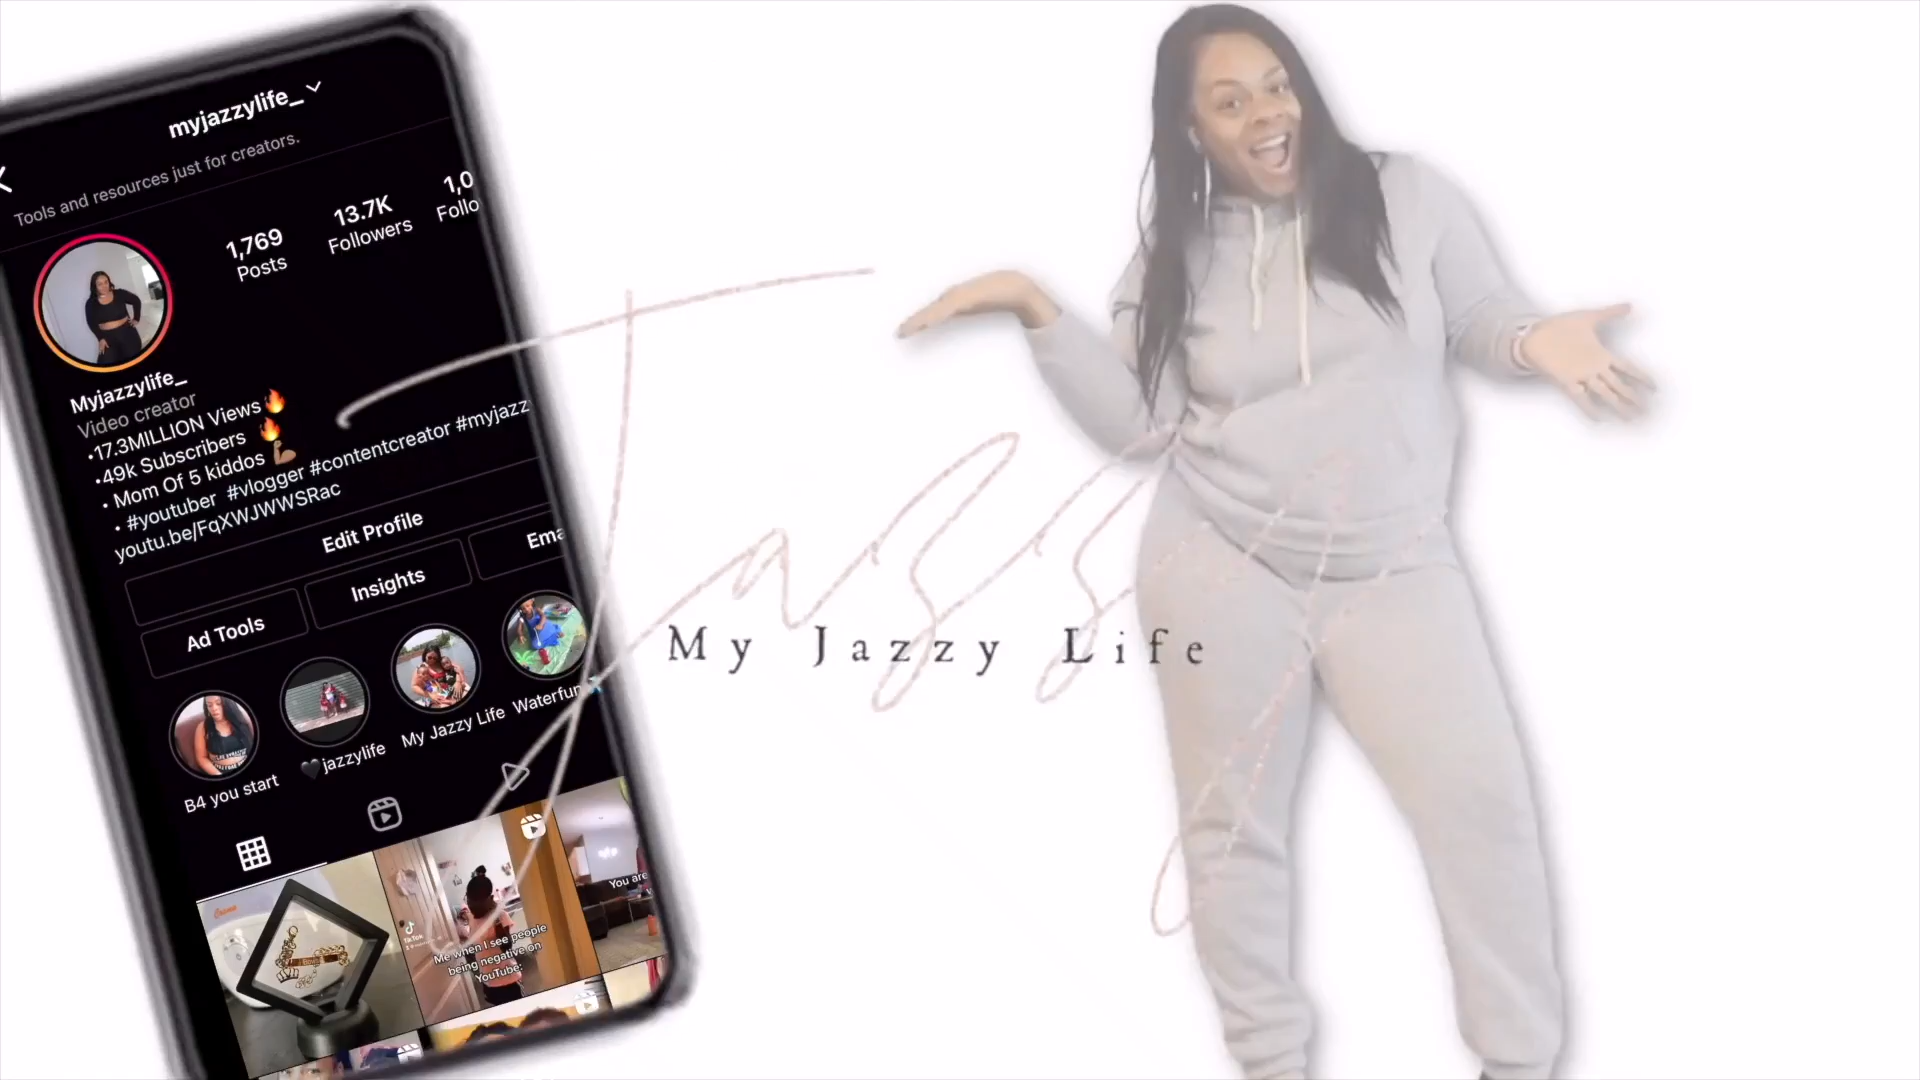 myjazzylife_
Tools and resources just for creators.
1,769
Posts
13.7K
Followers
1,0
Follo
Myjazzylife_
Video creator
•17.3MILLION Views🔥
•49k Subscribers 🔥
• Mom Of 5 kiddos 💪🏽
• #youtuber #vlogger #contentcreator #myjazz
youtu.be/FqXWJWWSRac
Edit Profile
Ad Tools
Insights
Ema
B4 you start
🖤jazzylife
My Jazzy Life
Waterfun
TikTok
Me when I see people
being negative on
YouTube:
You are
Jazzy
My Jazzy Life